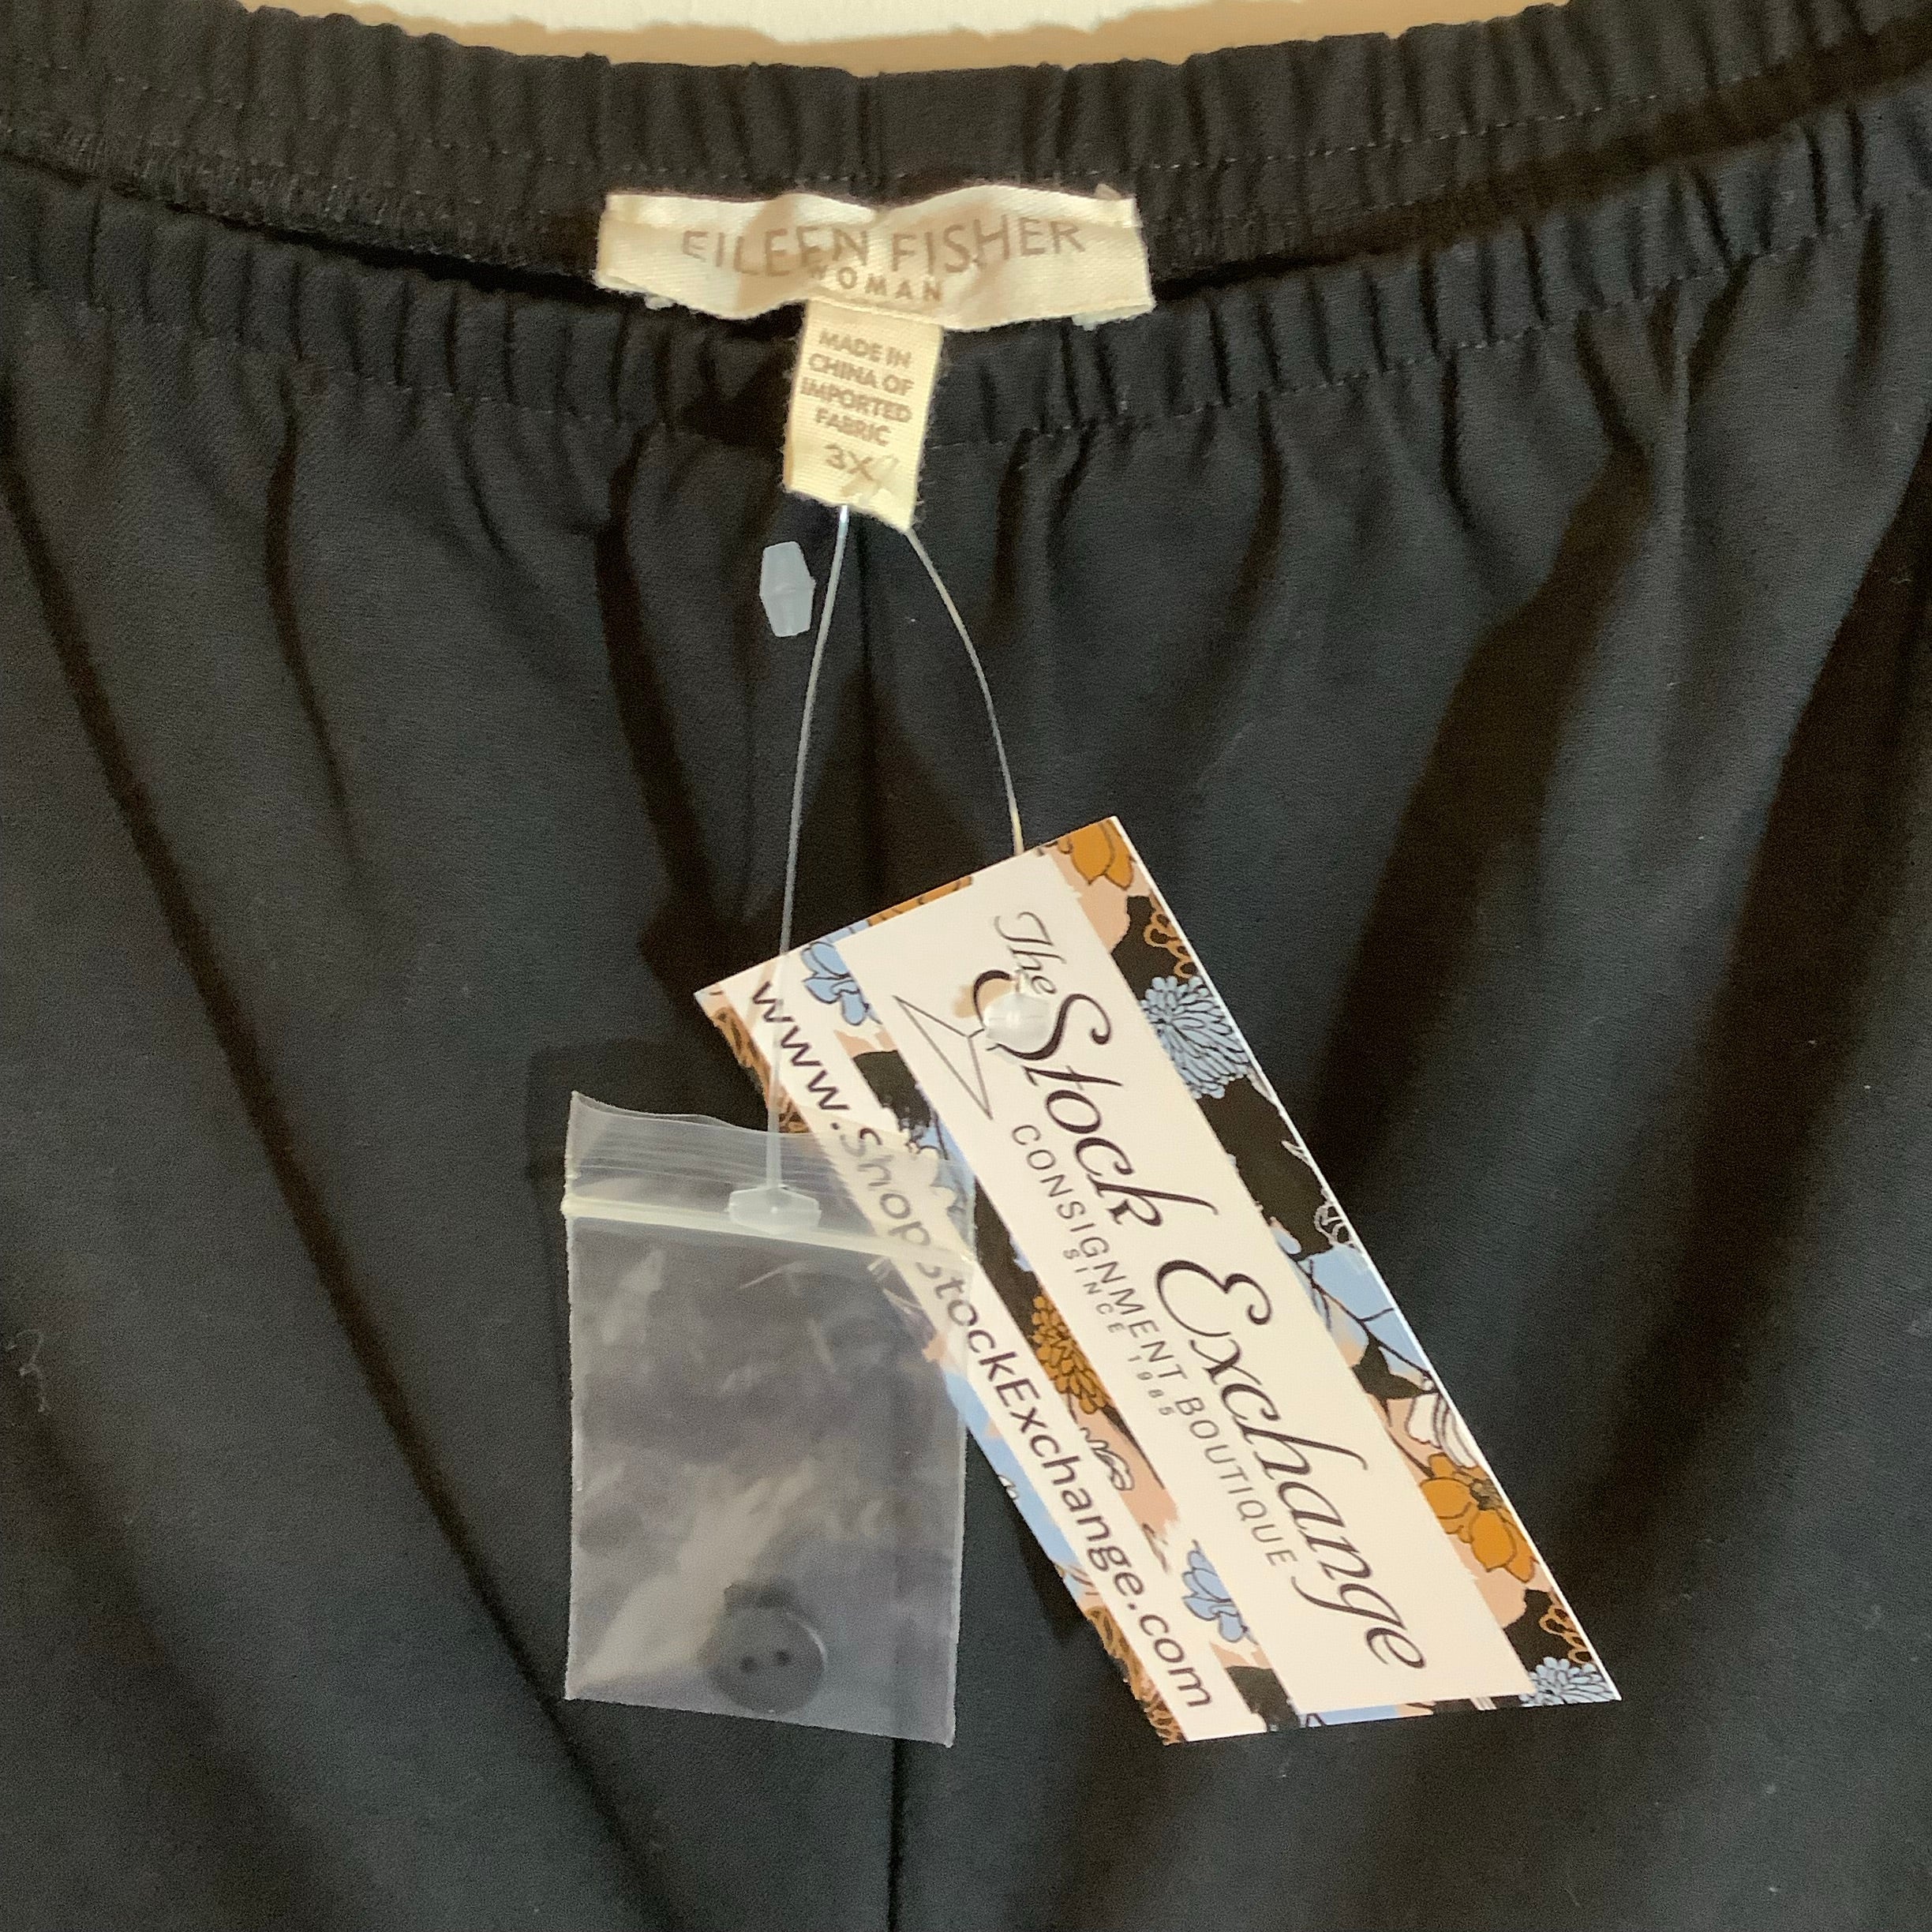 EILEEN FISHER
WOMAN
MADE IN
CHINA OF
IMPORTED
FABRIC
3X
The Stock Exchange
CONSIGNMENT BOUTIQUE
SINCE 1985
www.ShopStockExchange.com